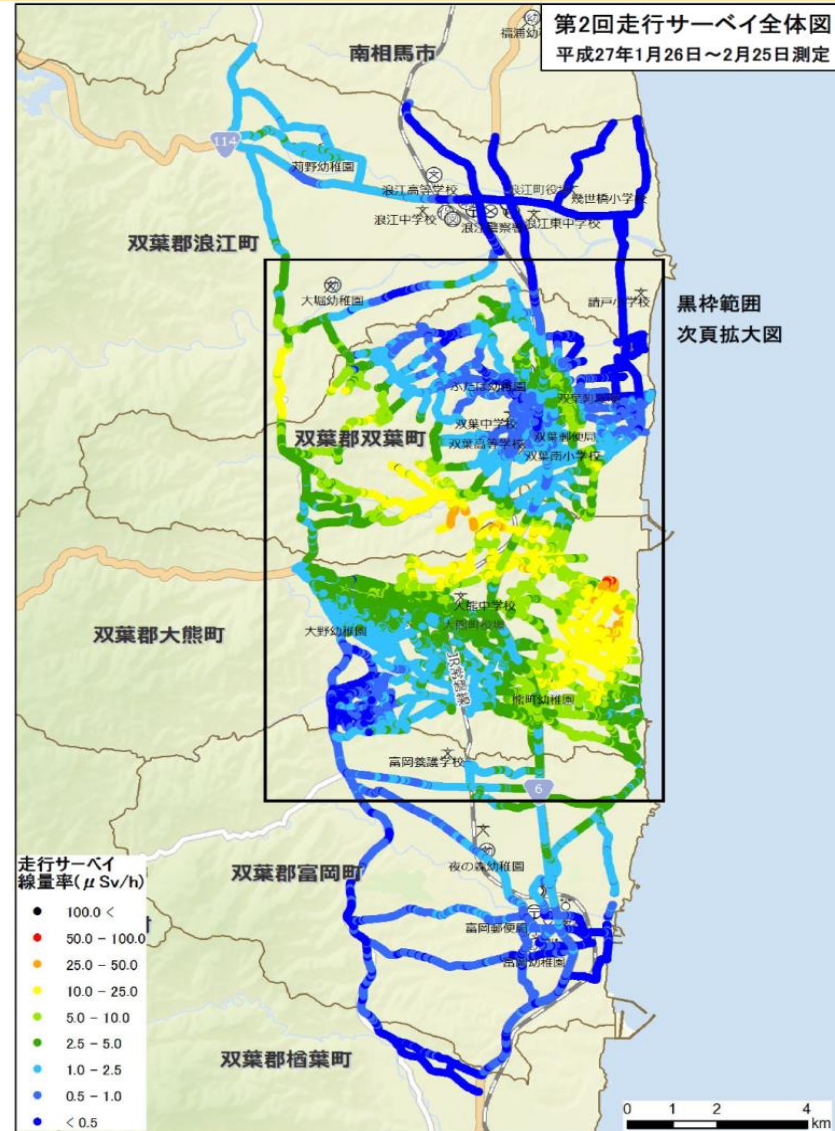 第2回走行サーベイ全体図
平成27年1月26日～2月25日測定
南相馬市
114
苅野幼稚園
浪江高等学校
幾世橋小学校
浪江中学校
浪江東中学校
双葉郡浪江町
大堀幼稚園
請戸小学校
黒枠範囲
次頁拡大図
ふたば幼稚園
双葉中学校
双葉郵便局
双葉郡双葉町
双葉高等学校
双葉南小学校
大熊中学校
大野幼稚園
大熊町役場
双葉郡大熊町
JR常磐線
熊町幼稚園
富岡養護学校
6
走行サーベイ
線量率(μSv/h)
100.0 <
50.0 - 100.0
25.0 - 50.0
10.0 - 25.0
5.0 - 10.0
2.5 - 5.0
1.0 - 2.5
0.5 - 1.0
< 0.5
双葉郡富岡町
夜の森幼稚園
富岡郵便局
富岡幼稚園
双葉郡楢葉町
0 1 2 4
km